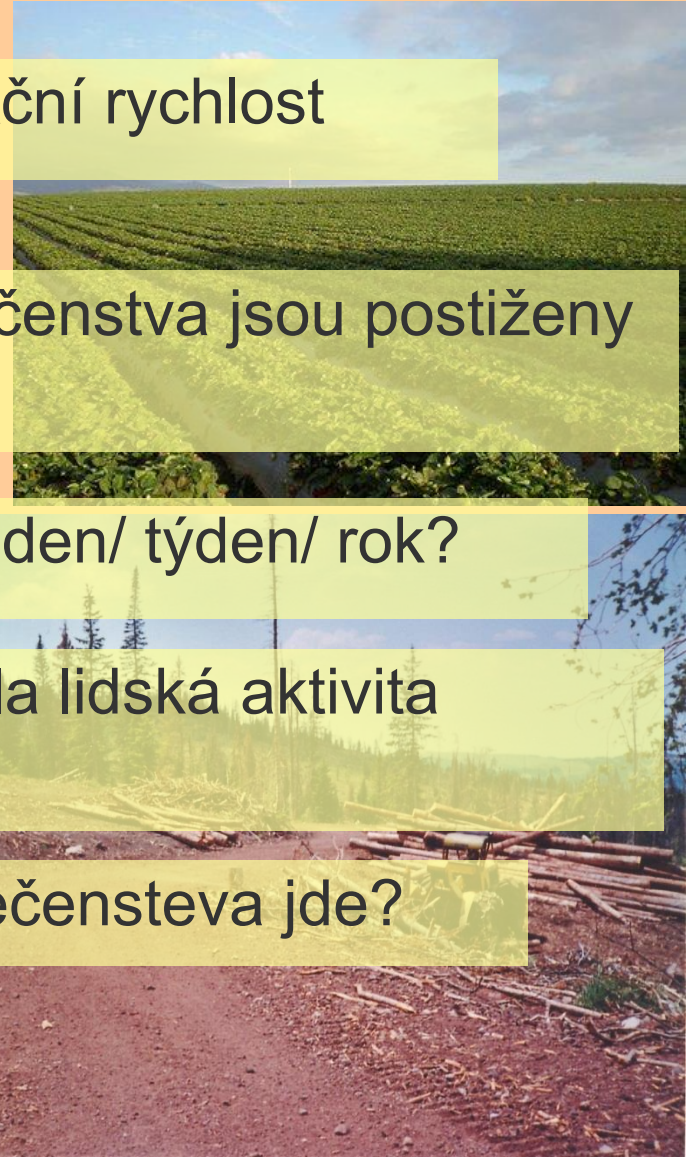 ční rychlost
čenstva jsou postiženy
den/ týden/ rok?
la lidská aktivita
ečensteva jde?